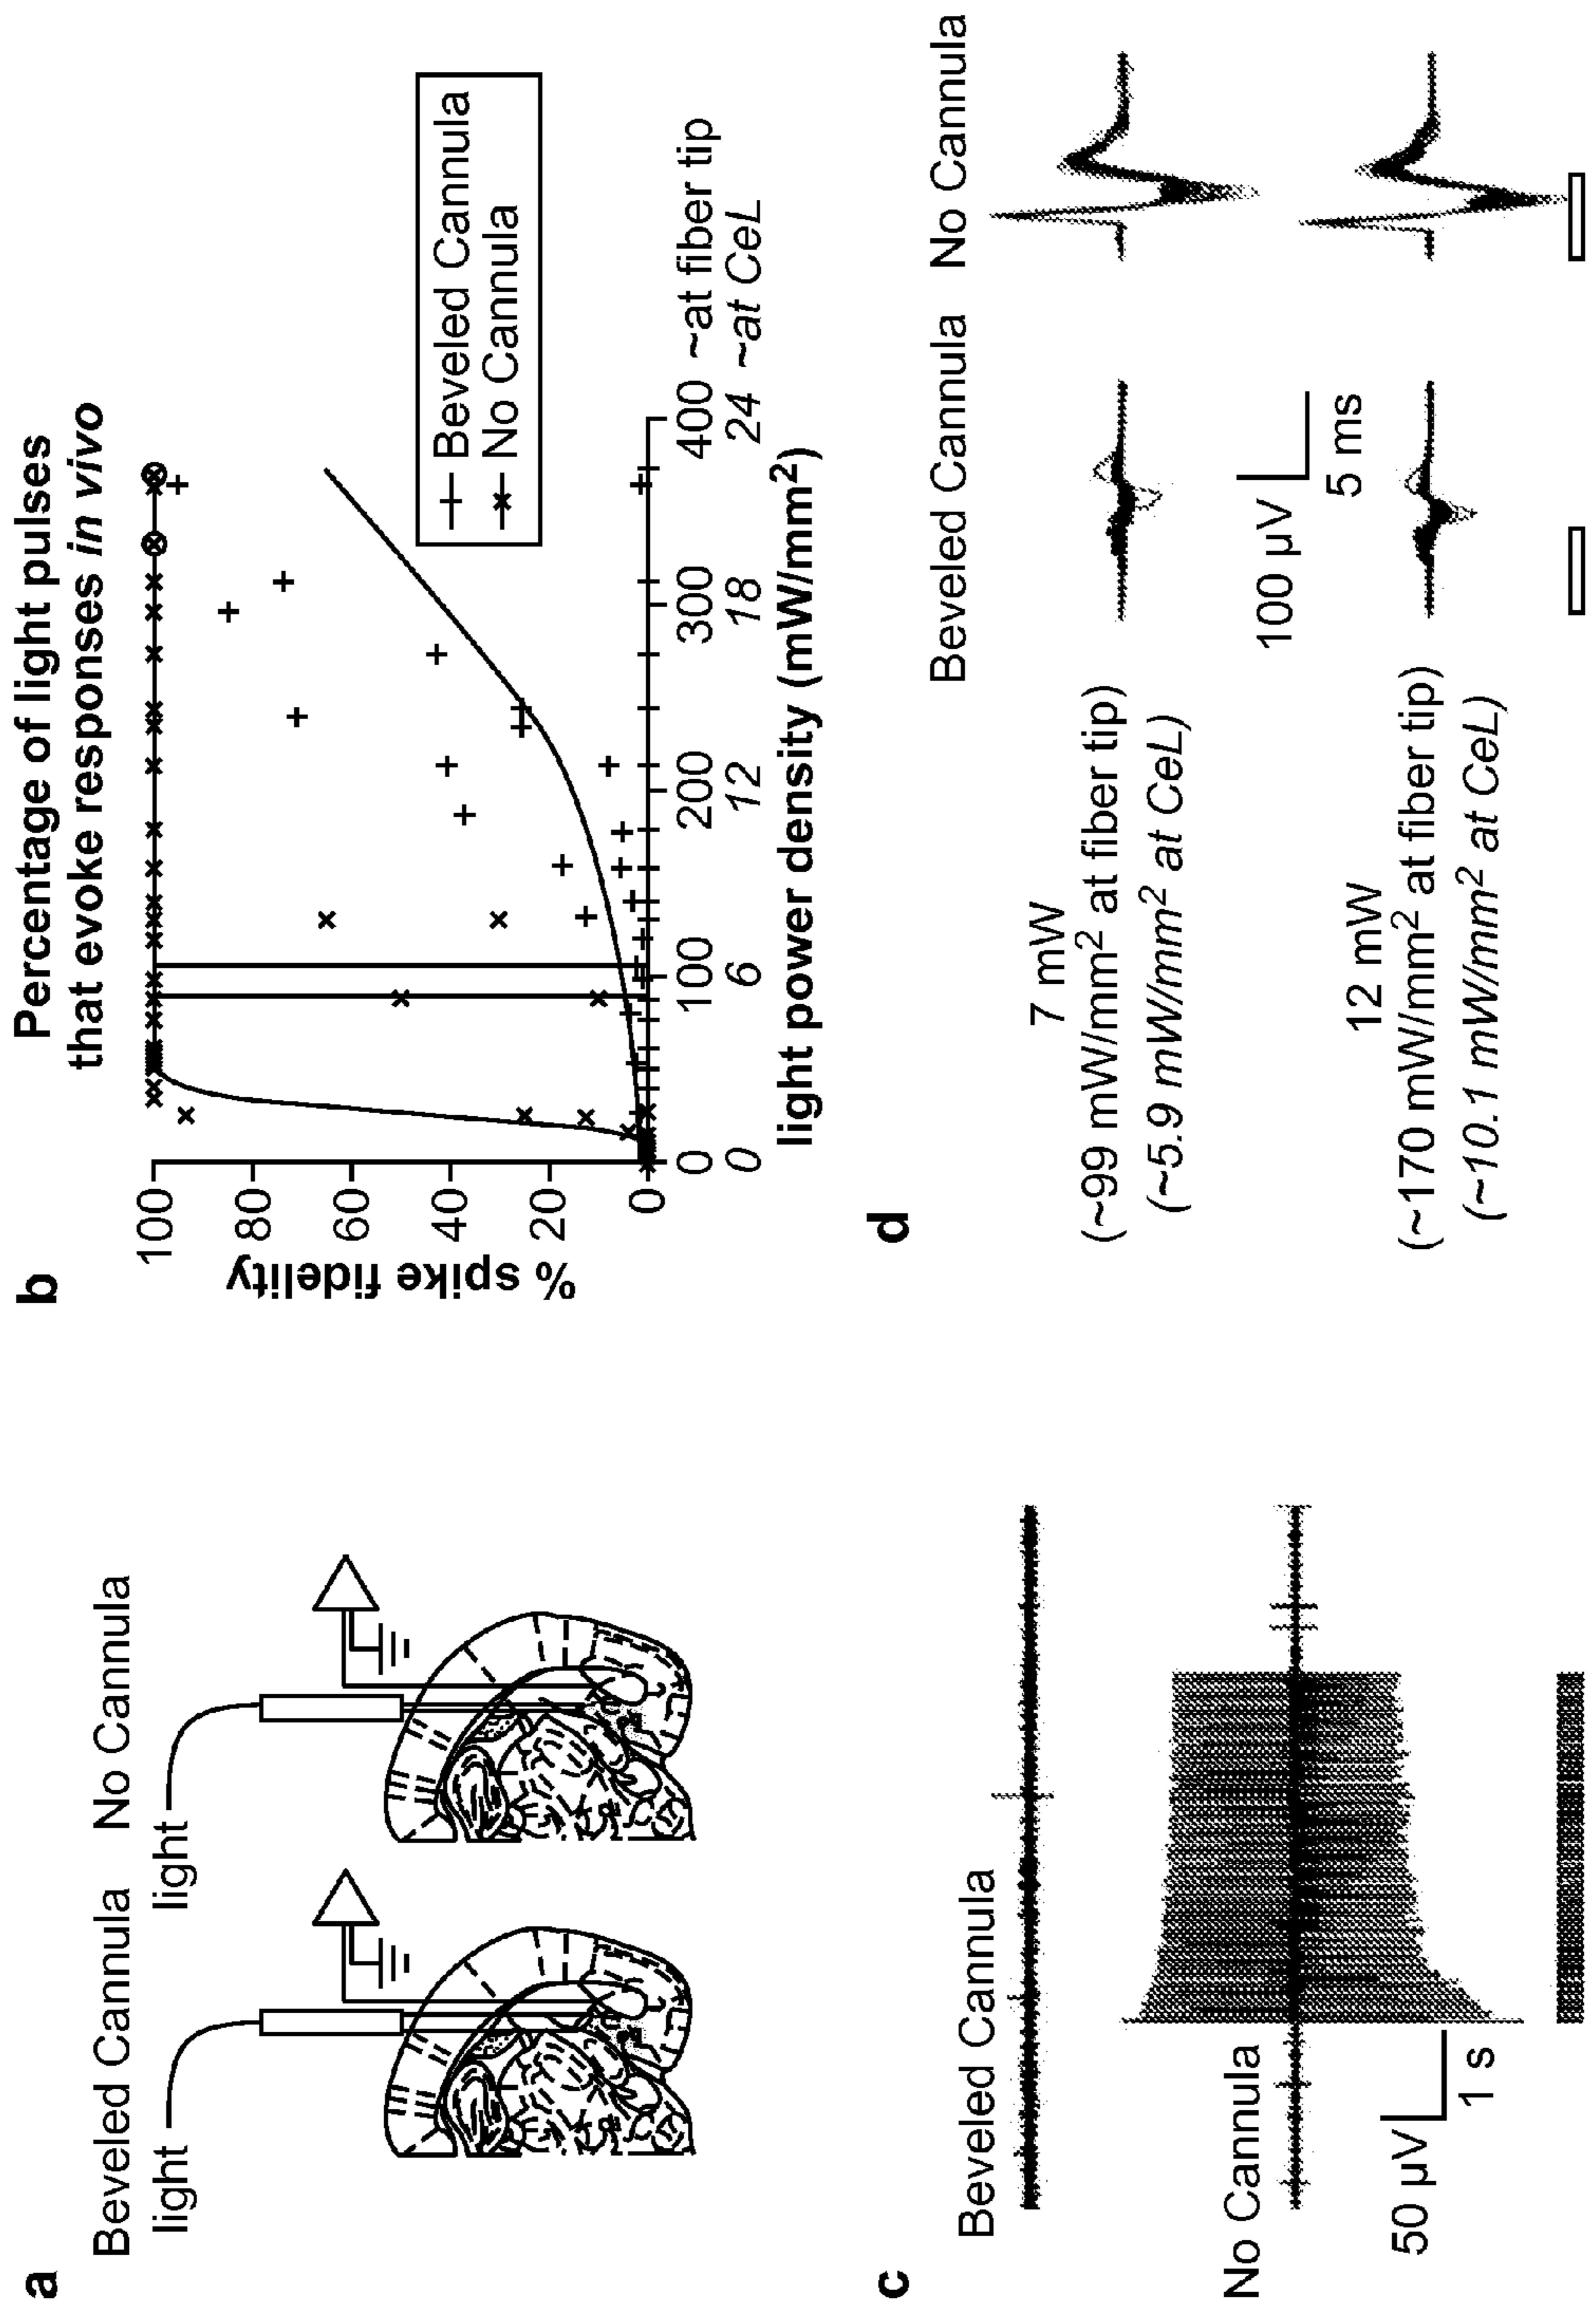 a
Beveled Cannula
No Cannula
light
light
b
Percentage of light pulses
that evoke responses in vivo
% spike fidelity
100
80
60
40
20
0
0
100
200
300
400
~at fiber tip
0
6
12
18
24
~at CeL
light power density (mW/mm²)
Beveled Cannula
No Cannula
c
Beveled Cannula
No Cannula
50 µV
1 s
d
Beveled Cannula
No Cannula
7 mW
(~99 mW/mm² at fiber tip)
(~5.9 mW/mm² at CeL)
100 µV
5 ms
12 mW
(~170 mW/mm² at fiber tip)
(~10.1 mW/mm² at CeL)